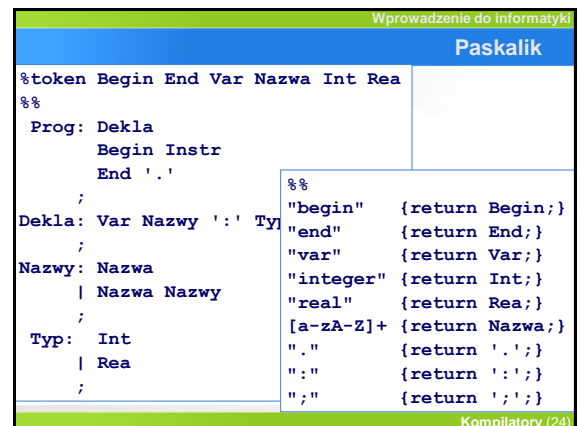 Wprowadzenie do informatyki
Paskalik
%token Begin End Var Nazwa Int Rea
%%
Prog: Dekla
Begin Instr
End '.'
;
Dekla: Var Nazwy ':'
;
Nazwy: Nazwa
| Nazwa Nazwy
;
Typ: Int
| Rea
;
%%
"begin" {return Begin;}
"end" {return End;}
"var" {return Var;}
"integer" {return Int;}
"real" {return Rea;}
[a-zA-Z]+ {return Nazwa;}
"." {return '.';}
":" {return ':';}
";" {return ';';}
Kompilatory (24)